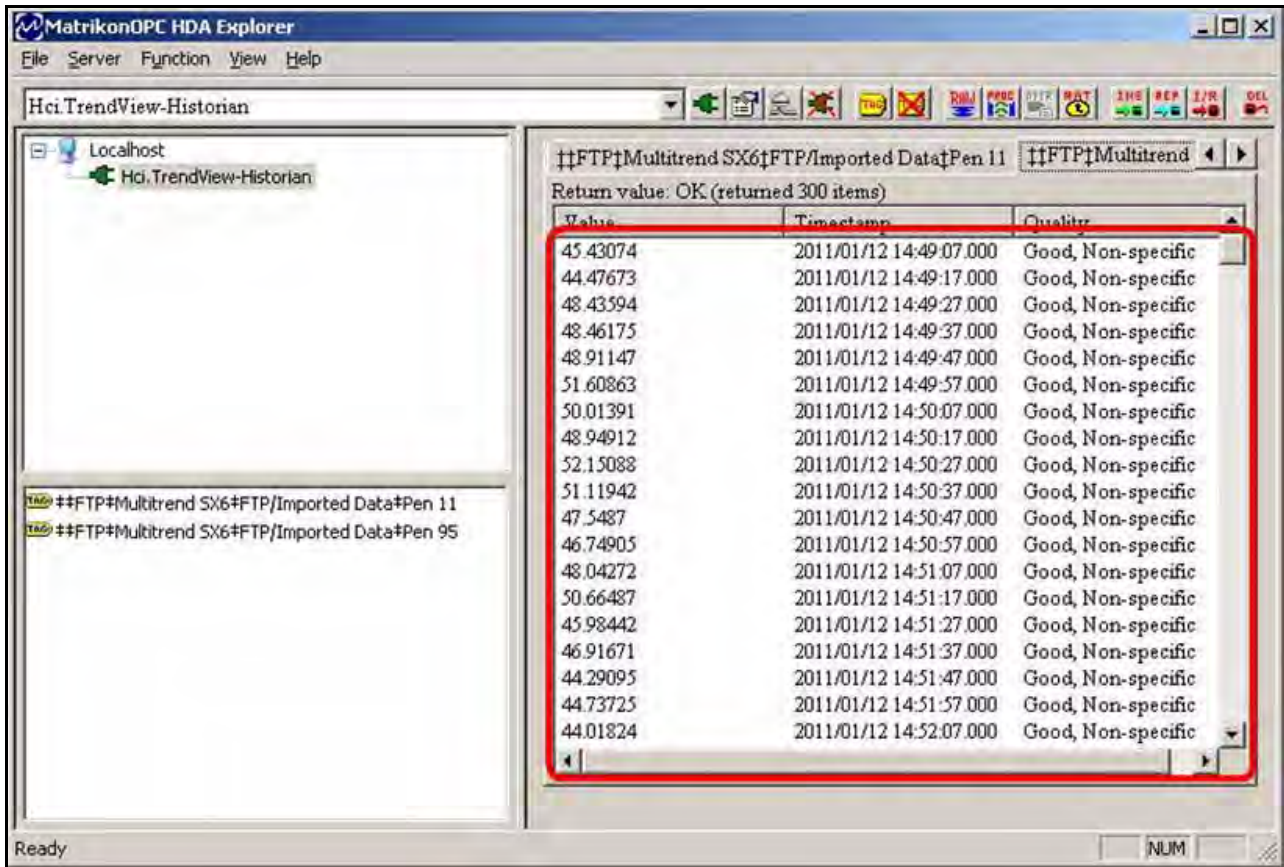 MatrikonOPC HDA Explorer
File Server Function View Help
Hci.TrendView-Historian
TAG RAW PROC RAT INS REP I/R DEL
Localhost
Hci.TrendView-Historian
‡‡FTP‡Multitrend SX6‡FTP/Imported Data‡Pen 11
‡‡FTP‡Multitrend SX6‡FTP/Imported Data‡Pen 95
‡‡FTP‡Multitrend SX6‡FTP/Imported Data‡Pen 11 ‡‡FTP‡Multitrend
Return value: OK (returned 300 items)
Value Timestamp Quality
45.43074 2011/01/12 14:49:07.000 Good, Non-specific
44.47673 2011/01/12 14:49:17.000 Good, Non-specific
48.43594 2011/01/12 14:49:27.000 Good, Non-specific
48.46175 2011/01/12 14:49:37.000 Good, Non-specific
48.91147 2011/01/12 14:49:47.000 Good, Non-specific
51.60863 2011/01/12 14:49:57.000 Good, Non-specific
50.01391 2011/01/12 14:50:07.000 Good, Non-specific
48.94912 2011/01/12 14:50:17.000 Good, Non-specific
52.15088 2011/01/12 14:50:27.000 Good, Non-specific
51.11942 2011/01/12 14:50:37.000 Good, Non-specific
47.5487 2011/01/12 14:50:47.000 Good, Non-specific
46.74905 2011/01/12 14:50:57.000 Good, Non-specific
48.04272 2011/01/12 14:51:07.000 Good, Non-specific
50.66487 2011/01/12 14:51:17.000 Good, Non-specific
45.98442 2011/01/12 14:51:27.000 Good, Non-specific
46.91671 2011/01/12 14:51:37.000 Good, Non-specific
44.29095 2011/01/12 14:51:47.000 Good, Non-specific
44.73725 2011/01/12 14:51:57.000 Good, Non-specific
44.01824 2011/01/12 14:52:07.000 Good, Non-specific
Ready NUM